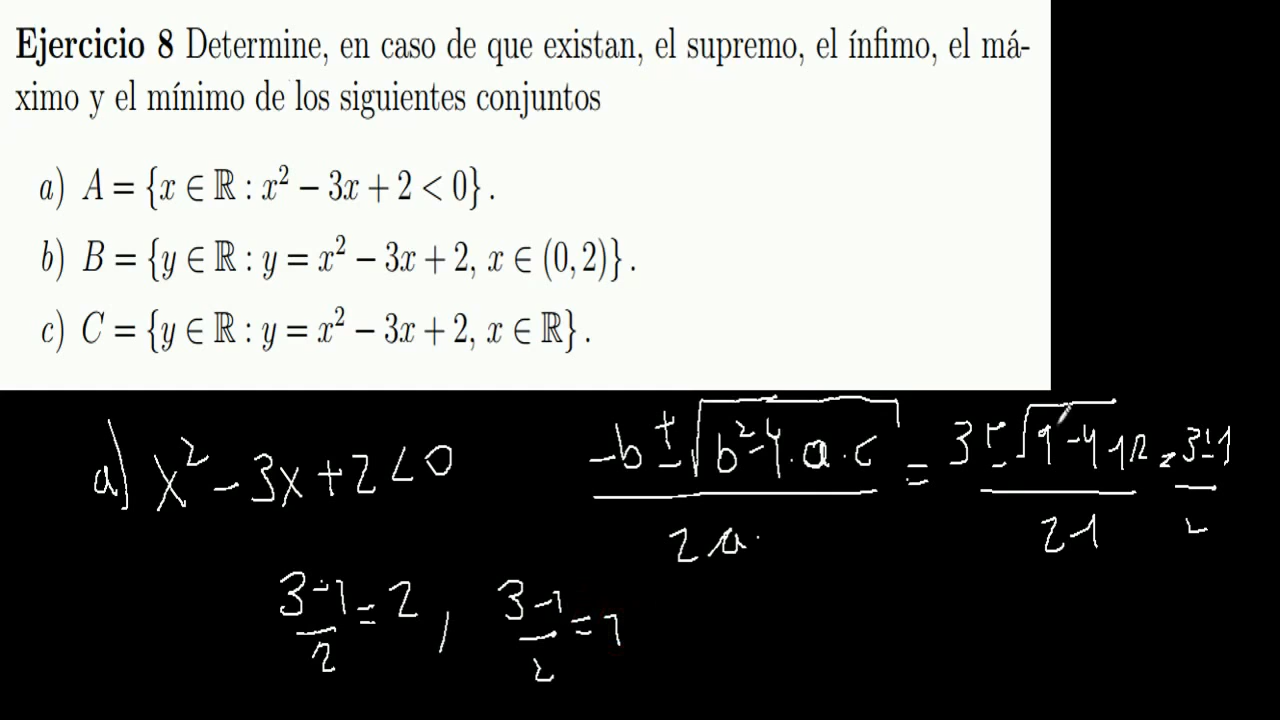 Ejercicio 8 Determine, en caso de que existan, el supremo, el ínfimo, el má-
ximo y el mínimo de los siguientes conjuntos
a) A = {x ∈ ℝ : x² − 3x + 2 < 0}.
b) B = {y ∈ ℝ : y = x² − 3x + 2, x ∈ (0, 2)}.
c) C = {y ∈ ℝ : y = x² − 3x + 2, x ∈ ℝ}.
a) x² − 3x + 2 < 0
(−b ± √(b² − 4·a·c)) / 2a = (3 ± √(9 − 4·1·2)) / 2·1 = (3 ± 1) / 2
(3 + 1) / 2 = 2 , (3 − 1) / 2 = 1